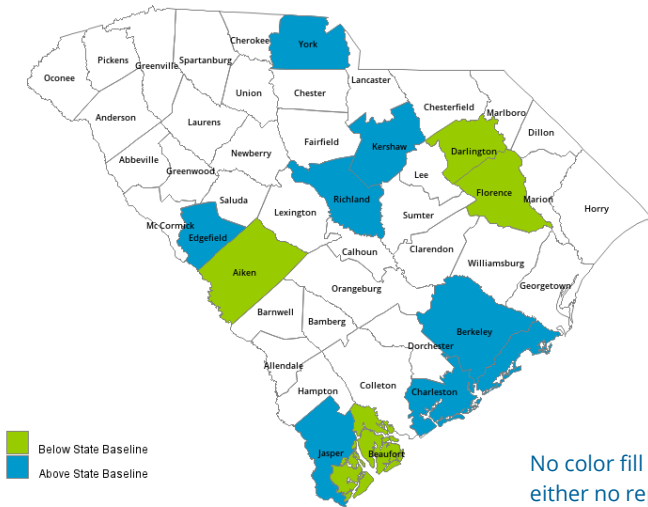 Cherokee
York
Pickens
Greenville
Spartanburg
Oconee
Lancaster
Union
Chester
Chesterfield
Marlboro
Anderson
Laurens
Dillon
Fairfield
Kershaw
Darlington
Abbeville
Newberry
Greenwood
Lee
Florence
Richland
Saluda
Marion
Lexington
Horry
Sumter
McCormick
Edgefield
Calhoun
Clarendon
Williamsburg
Aiken
Orangeburg
Georgetown
Barnwell
Bamberg
Berkeley
Dorchester
Allendale
Hampton
Colleton
Charleston
Jasper
Beaufort
Below State Baseline
Above State Baseline
No color fill
either no rep